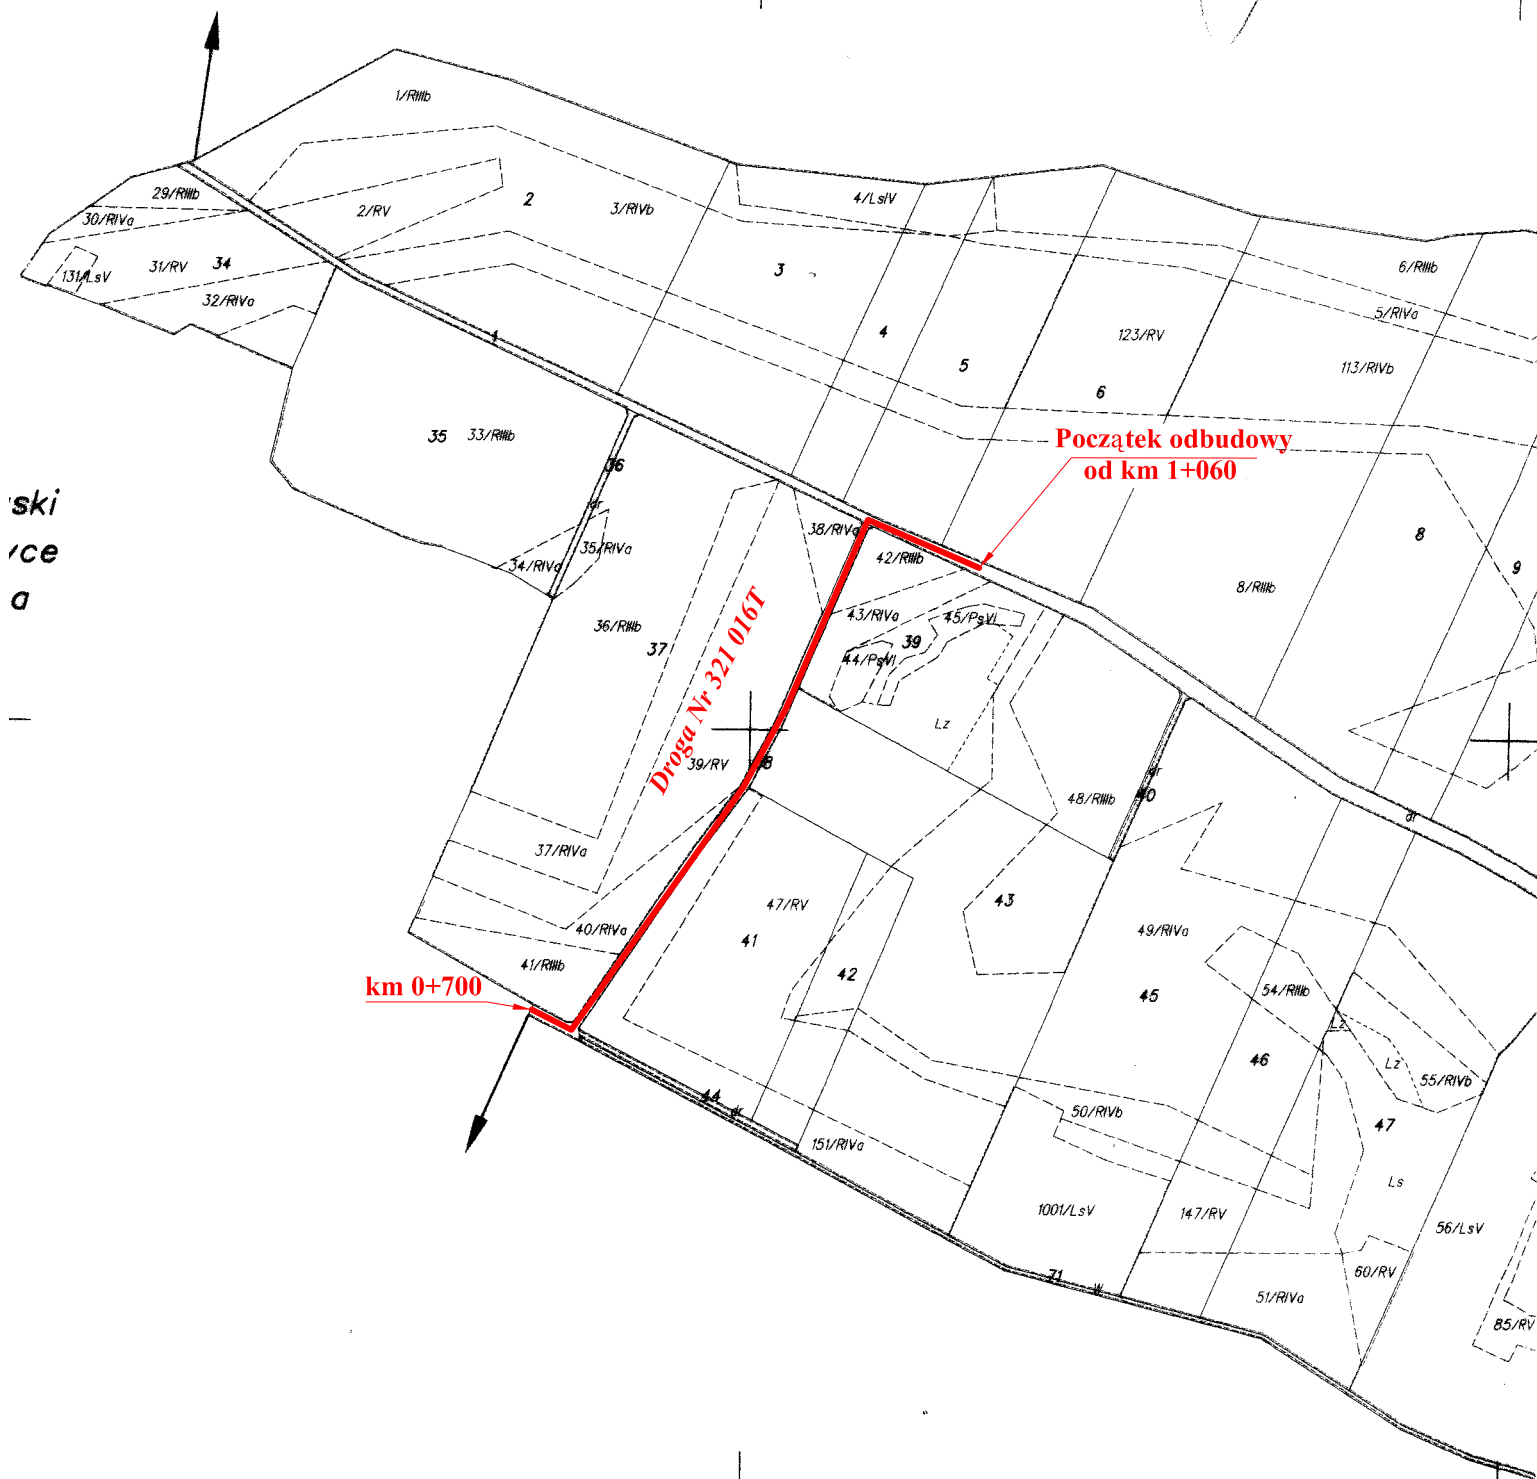 1/RIIIb
29/RIIIb
30/RIVa
2/RV
2
3/RIVb
4/LsIV
131/LsV
31/RV
34
32/RIVa
3
6/RIIIb
5/RIVa
4
123/RV
113/RIVb
5
6
1
35
33/RIIIb
36
dr
Początek odbudowy
od km 1+060
ski
yce
a
38/RIVa
42/RIIIb
8
9
35/RIVa
34/RIVa
8/RIIIb
36/RIIIb
37
43/RIVa
45/PsVI
39
44/PsVI
Droga Nr 321 016T
Lz
39/RV
dr
40
48/RIIIb
dr
37/RIVa
47/RV
43
41
40/RIVa
49/RIVa
42
41/RIIIb
km 0+700
54/RIIIb
45
Lz
46
Lz
55/RIVb
44
dr
50/RIVb
47
151/RIVa
Ls
1001/LsV
147/RV
56/LsV
71
W
60/RV
51/RIVa
85/RV